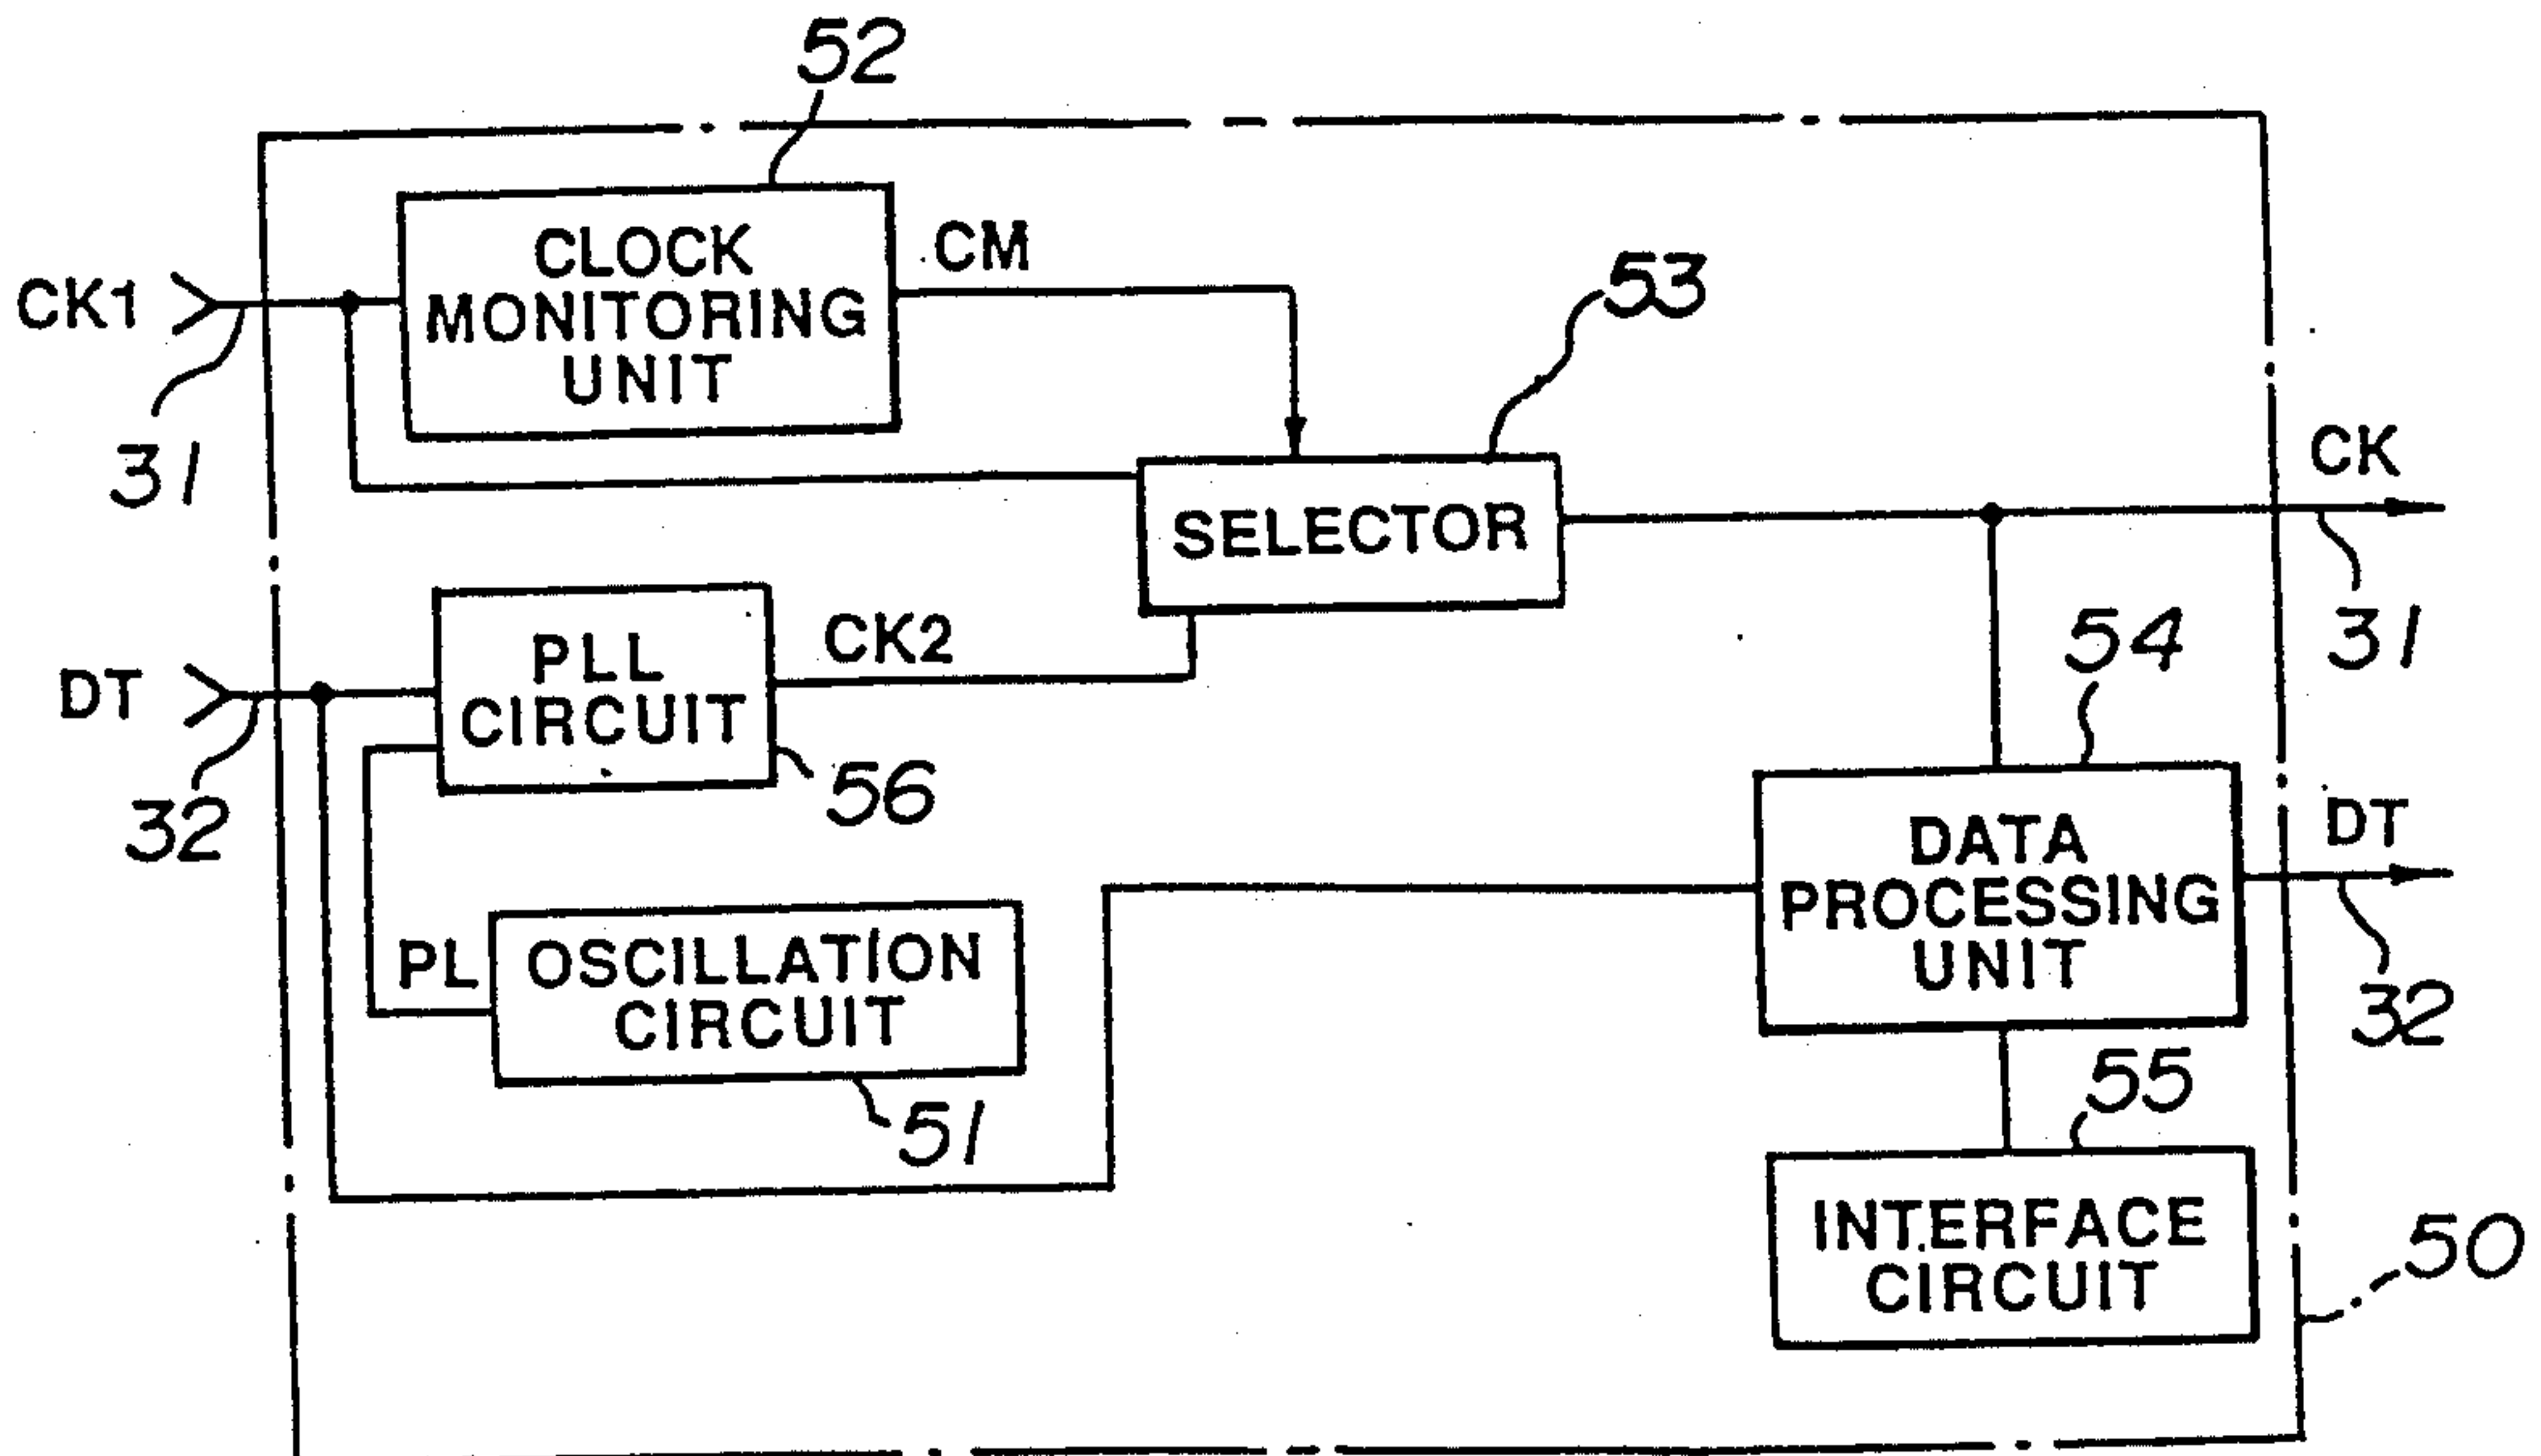 52
CLOCK
MONITORING
UNIT
CM
CK1
31
53
SELECTOR
CK
31
PLL
CIRCUIT
CK2
DT
32
56
54
DATA
PROCESSING
UNIT
DT
32
PL
OSCILLATION
CIRCUIT
51
55
INTERFACE
CIRCUIT
50